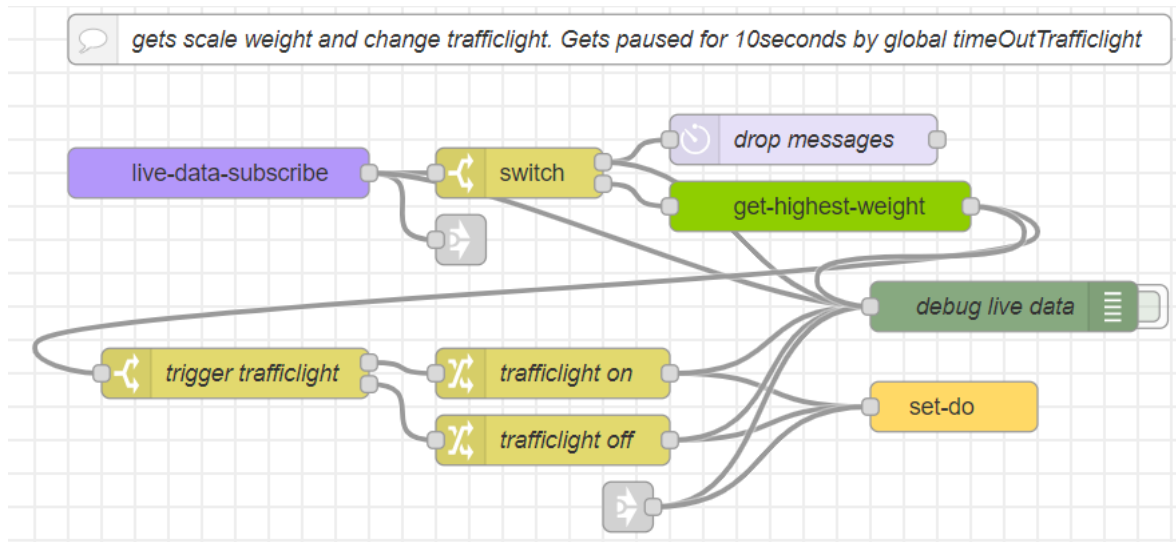 gets scale weight and change trafficlight. Gets paused for 10seconds by global timeOutTrafficlight
drop messages
live-data-subscribe
switch
get-highest-weight
debug live data
trigger trafficlight
trafficlight on
set-do
trafficlight off